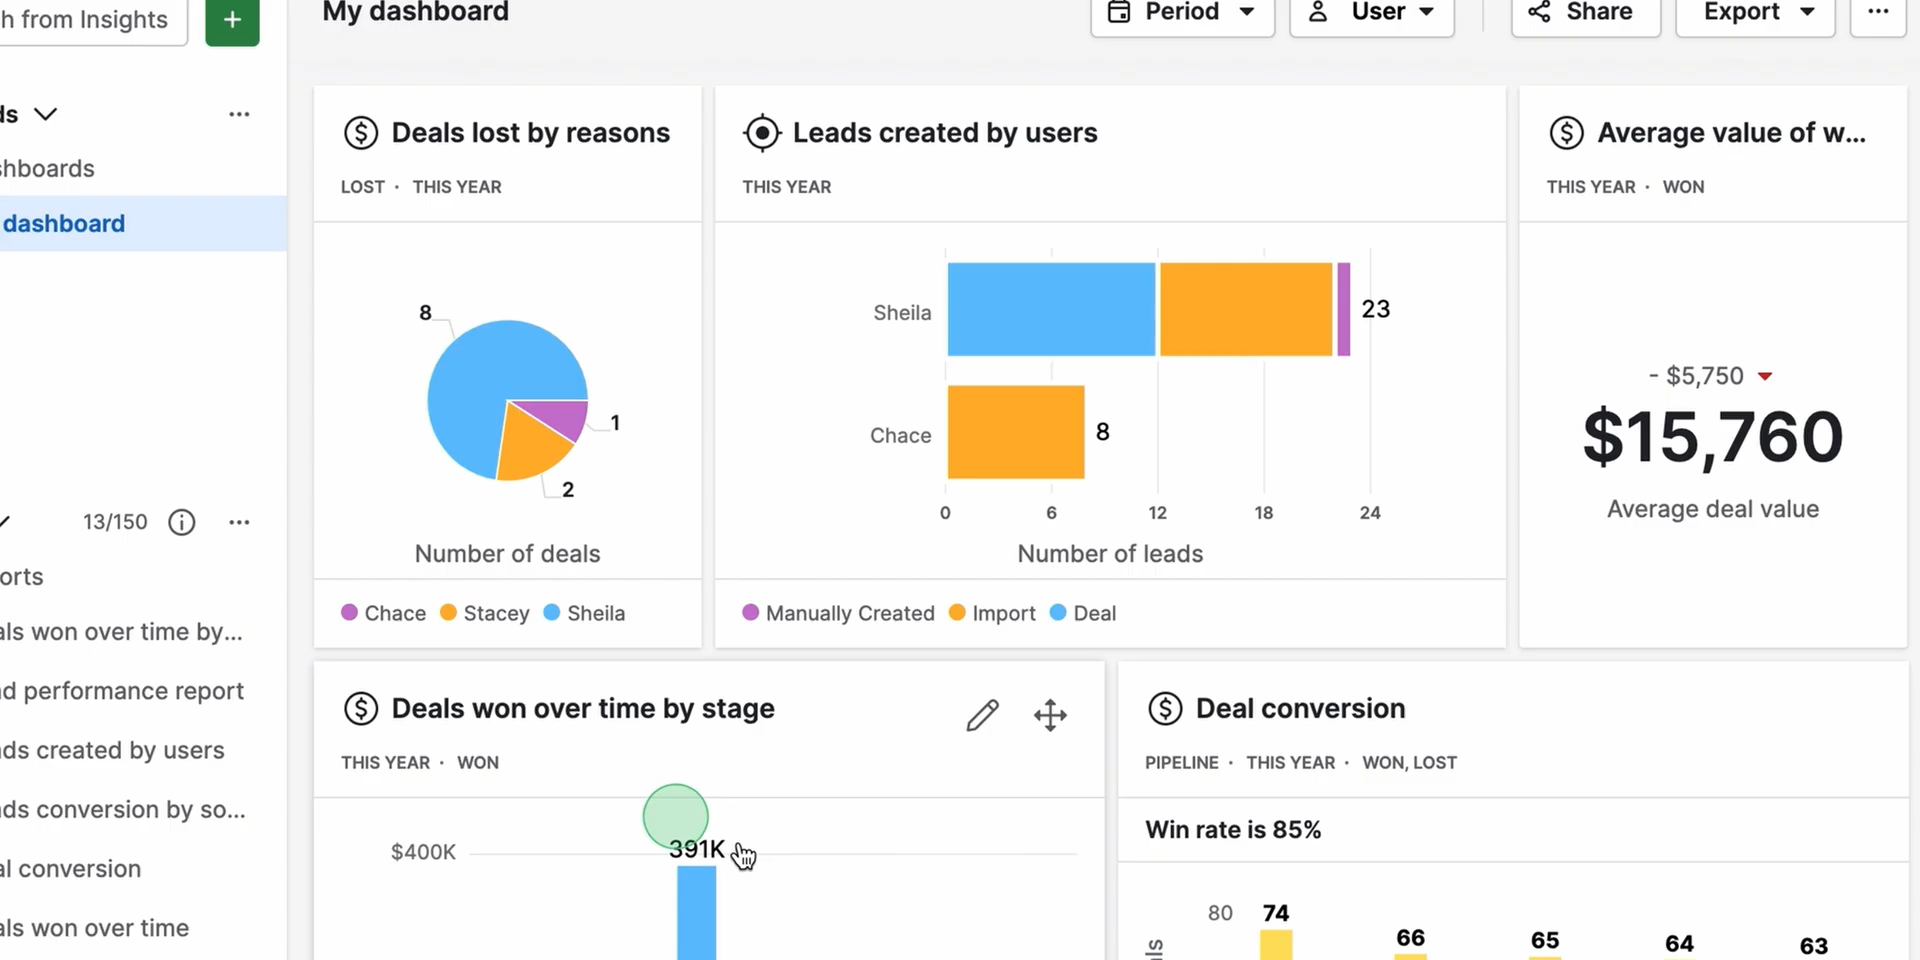 h from Insights
+
My dashboard
Period
User
Share
Export
ds
shboards
dashboard
13/150
orts
als won over time by...
ad performance report
ads created by users
ads conversion by so...
al conversion
als won over time
Deals lost by reasons
LOST · THIS YEAR
8
1
2
Number of deals
Chace Stacey Sheila
Leads created by users
THIS YEAR
Sheila
23
Chace
8
0 6 12 18 24
Number of leads
Manually Created Import Deal
Average value of w...
THIS YEAR · WON
- $5,750
$15,760
Average deal value
Deals won over time by stage
THIS YEAR · WON
$400K
391K
Deal conversion
PIPELINE · THIS YEAR · WON, LOST
Win rate is 85%
80
74
66
65
64
63
als